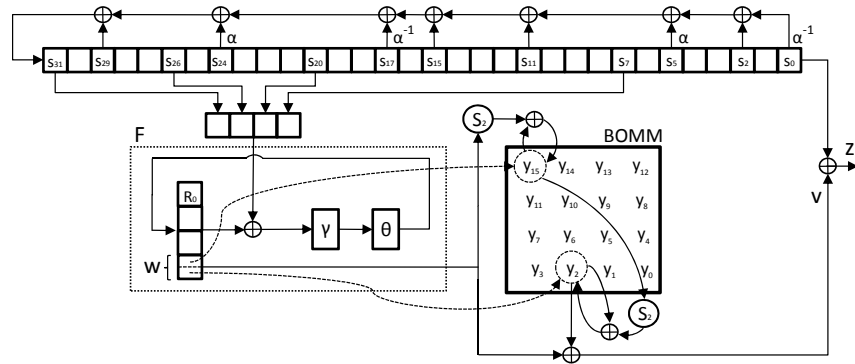 α α⁻¹ α α⁻¹
s31 s29 s26 s24 s20 s17 s15 s11 s7 s5 s2 s0
F S2 BOMM Z
V
R0
γ θ
W
y15 y14 y13 y12
y11 y10 y9 y8
y7 y6 y5 y4
y3 y2 y1 y0
S2